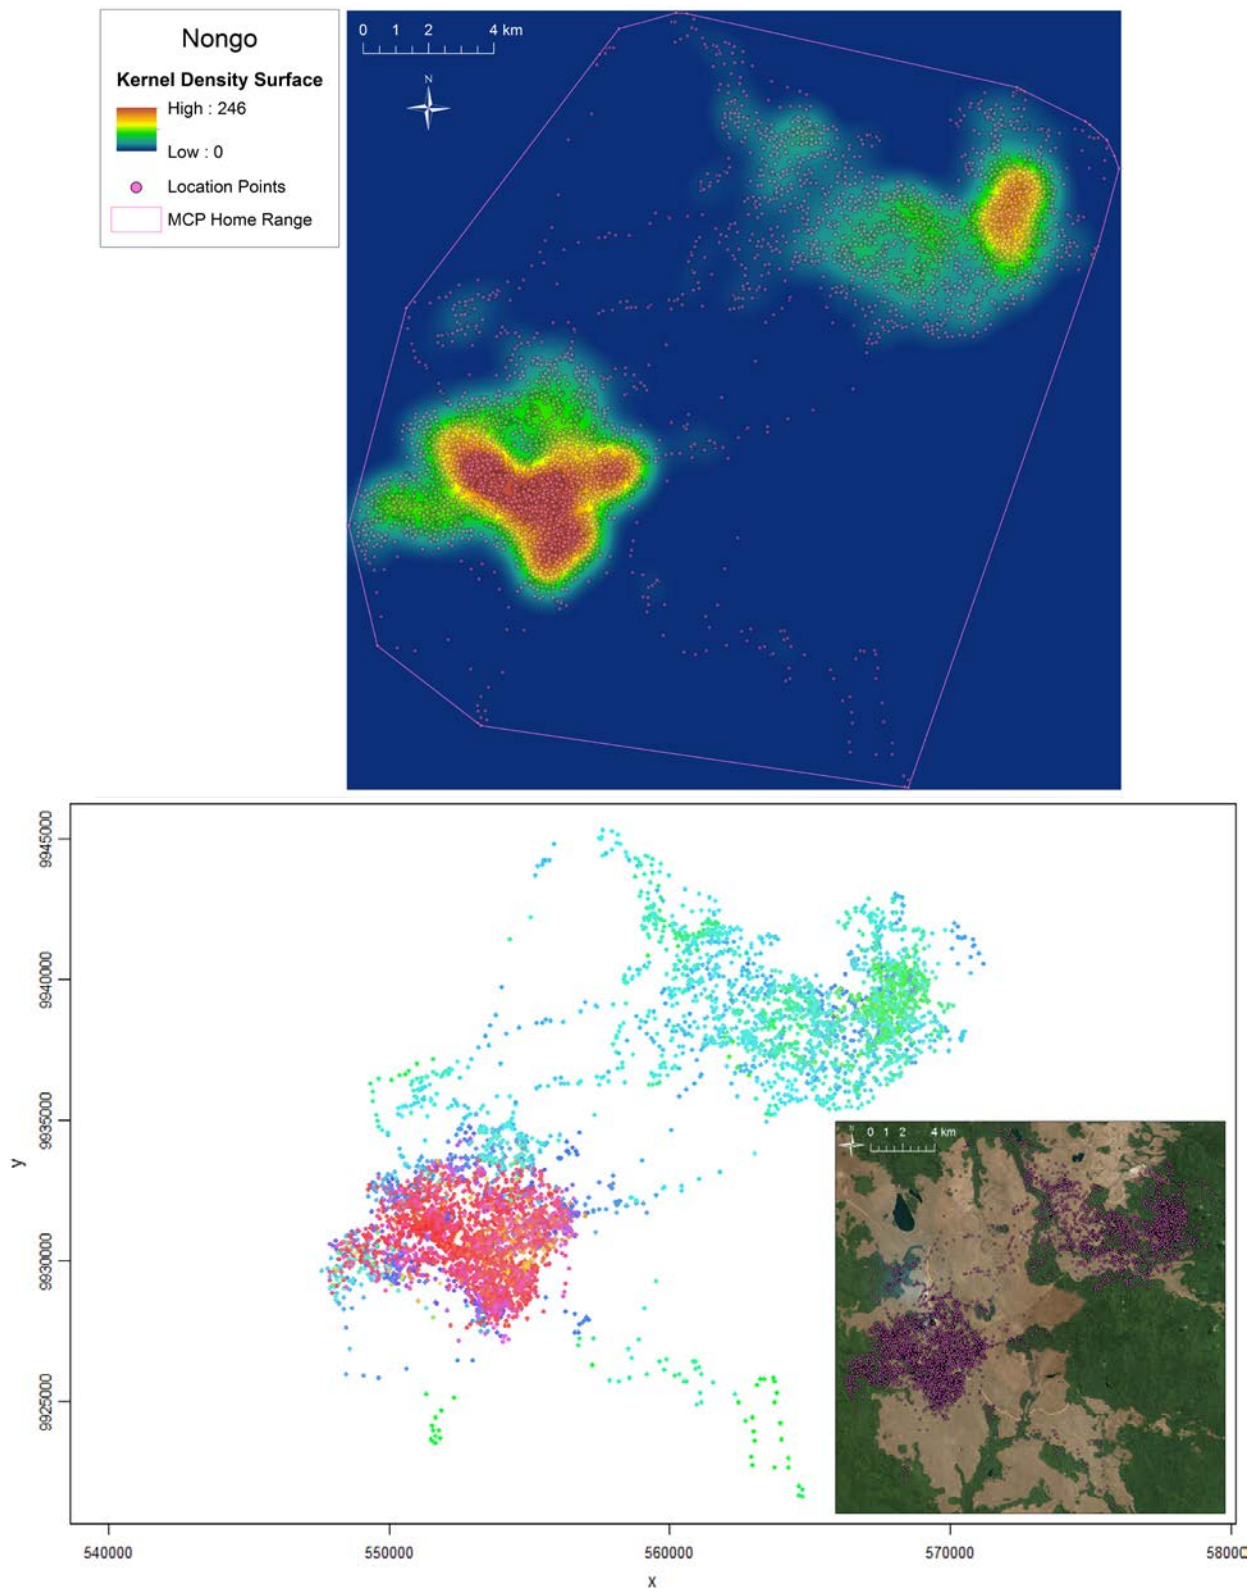 Nongo
Kernel Density Surface
High : 246
Low : 0
Location Points
MCP Home Range
0 1 2 4 km
N
9945000
9940000
9935000
9930000
9925000
y
0 1 2 4 km
N
540000 550000 560000 570000 58000
x